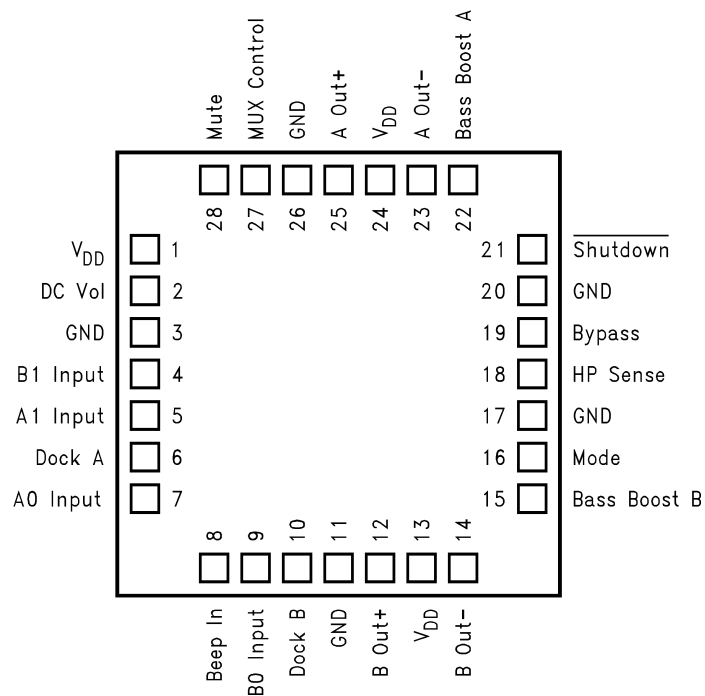 Mute
MUX Control
GND
A Out+
VDD
A Out-
Bass Boost A
28
27
26
25
24
23
22
VDD 1
DC Vol 2
GND 3
B1 Input 4
A1 Input 5
Dock A 6
A0 Input 7
21 Shutdown
20 GND
19 Bypass
18 HP Sense
17 GND
16 Mode
15 Bass Boost B
8
9
10
11
12
13
14
Beep In
B0 Input
Dock B
GND
B Out+
VDD
B Out-